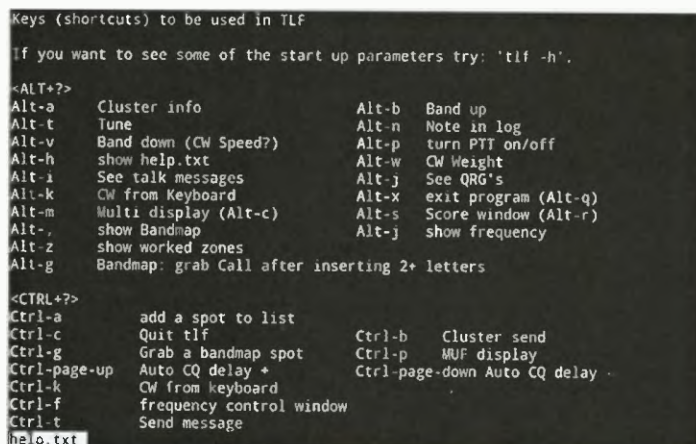 Keys (shortcuts) to be used in TLF
If you want to see some of the start up parameters try: 'tlf -h'.
<ALT+?>
Alt-a Cluster info Alt-b Band up
Alt-t Tune Alt-n Note in log
Alt-v Band down (CW Speed?) Alt-p turn PTT on/off
Alt-h show help.txt Alt-w CW Weight
Alt-i See talk messages Alt-j See QRG's
Alt-k CW from Keyboard Alt-x exit program (Alt-q)
Alt-m Multi display (Alt-c) Alt-s Score window (Alt-r)
Alt-, show Bandmap Alt-j show frequency
Alt-z show worked zones
Alt-g Bandmap: grab Call after inserting 2+ letters
<CTRL+?>
Ctrl-a add a spot to list
Ctrl-c Quit tlf Ctrl-b Cluster send
Ctrl-g Grab a bandmap spot Ctrl-p MUF display
Ctrl-page-up Auto CQ delay + Ctrl-page-down Auto CQ delay -
Ctrl-k CW from keyboard
Ctrl-f frequency control window
Ctrl-t Send message
help.txt